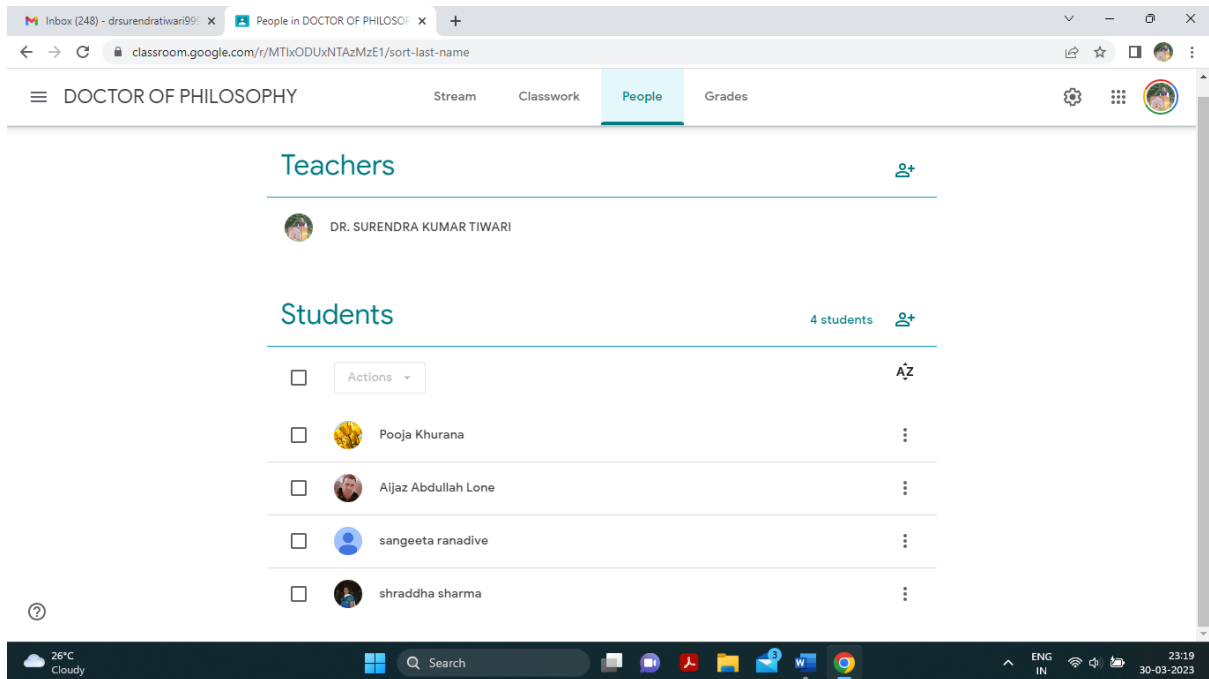 Inbox (248) - drsurendratiwari999
People in DOCTOR OF PHILOSOP
classroom.google.com/r/MTIxODUxNTAzMzE1/sort-last-name
DOCTOR OF PHILOSOPHY Stream Classwork People Grades
Teachers
DR. SURENDRA KUMAR TIWARI
Students 4 students
Actions AZ
Pooja Khurana
Aijaz Abdullah Lone
sangeeta ranadive
shraddha sharma
26°C
Cloudy
Search
3
ENG
IN
23:19
30-03-2023